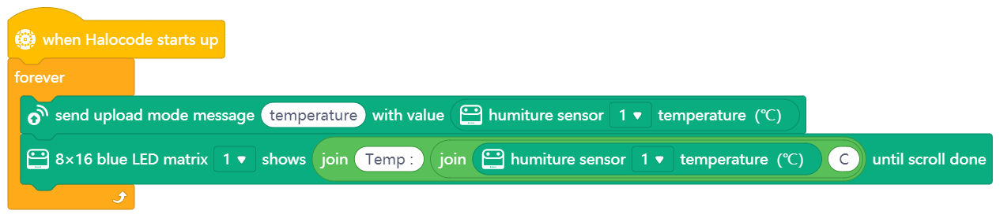 when Halocode starts up
forever
send upload mode message temperature with value humiture sensor 1 temperature (℃)
8×16 blue LED matrix 1 shows join Temp : join humiture sensor 1 temperature (℃) C until scroll done